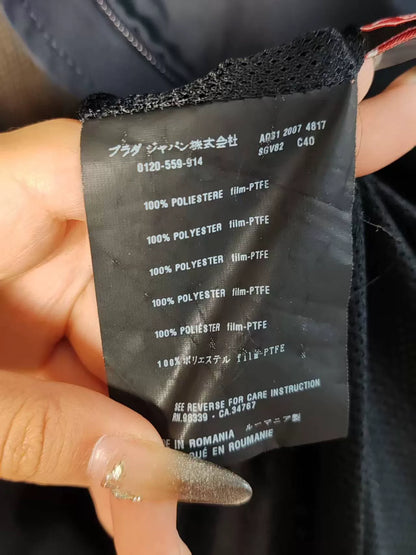 プラダ ジャパン株式会社
0120-559-914
ADS1 2007 4817
SGV82 C40
100% POLIESTERE film-PTFE
100% POLYESTER film-PTFE
100% POLYESTER film-PTFE
100% POLYESTER film-PTFE
100% POLIÉSTER film-PTFE
100%ポリエステル film-PTFE
SEE REVERSE FOR CARE INSTRUCTION
RN.98339 - CA.34767
IN ROMANIA ルーマニア製
QUÉ EN ROUMANIE